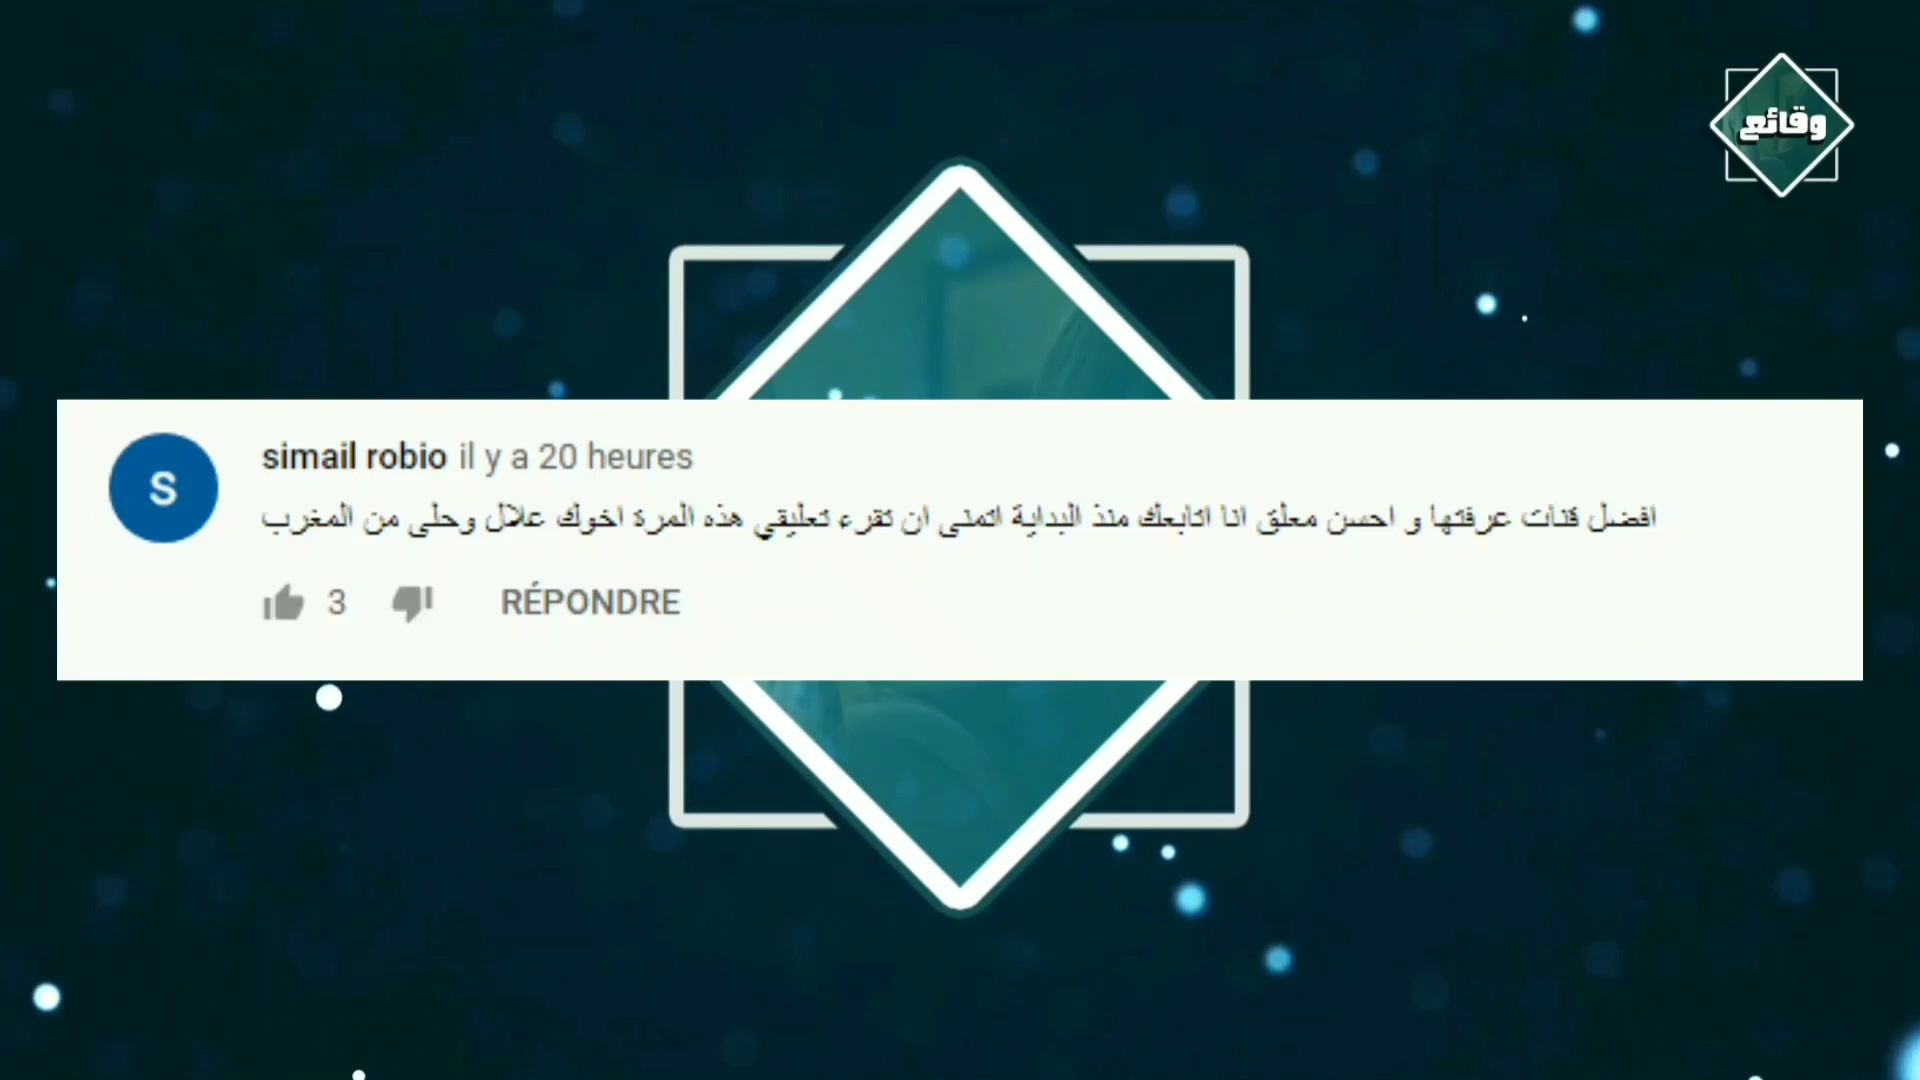 وقائع
S
simail robio il y a 20 heures
افضل قنات عرفتها و احسن معلق انا اتابعك منذ البداية اتمنى ان تقرء تعليقي هذه المرة اخوك علال وحلى من المغرب
3 RÉPONDRE